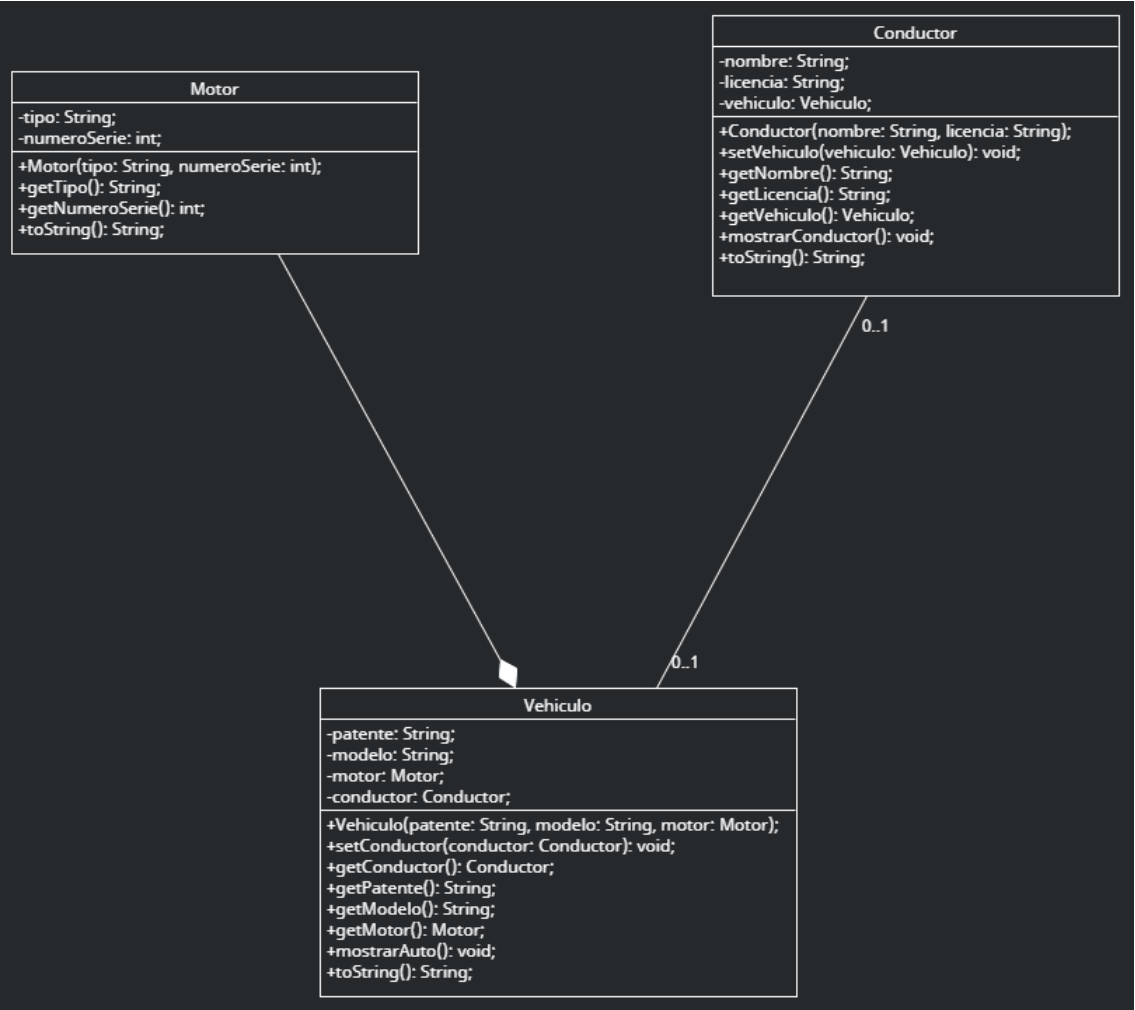 Motor
-tipo: String;
-numeroSerie: int;
+Motor(tipo: String, numeroSerie: int);
+getTipo(): String;
+getNumeroSerie(): int;
+toString(): String;
Conductor
-nombre: String;
-licencia: String;
-vehiculo: Vehiculo;
+Conductor(nombre: String, licencia: String);
+setVehiculo(vehiculo: Vehiculo): void;
+getNombre(): String;
+getLicencia(): String;
+getVehiculo(): Vehiculo;
+mostrarConductor(): void;
+toString(): String;
0..1
0..1
Vehiculo
-patente: String;
-modelo: String;
-motor: Motor;
-conductor: Conductor;
+Vehiculo(patente: String, modelo: String, motor: Motor);
+setConductor(conductor: Conductor): void;
+getConductor(): Conductor;
+getPatente(): String;
+getModelo(): String;
+getMotor(): Motor;
+mostrarAuto(): void;
+toString(): String;